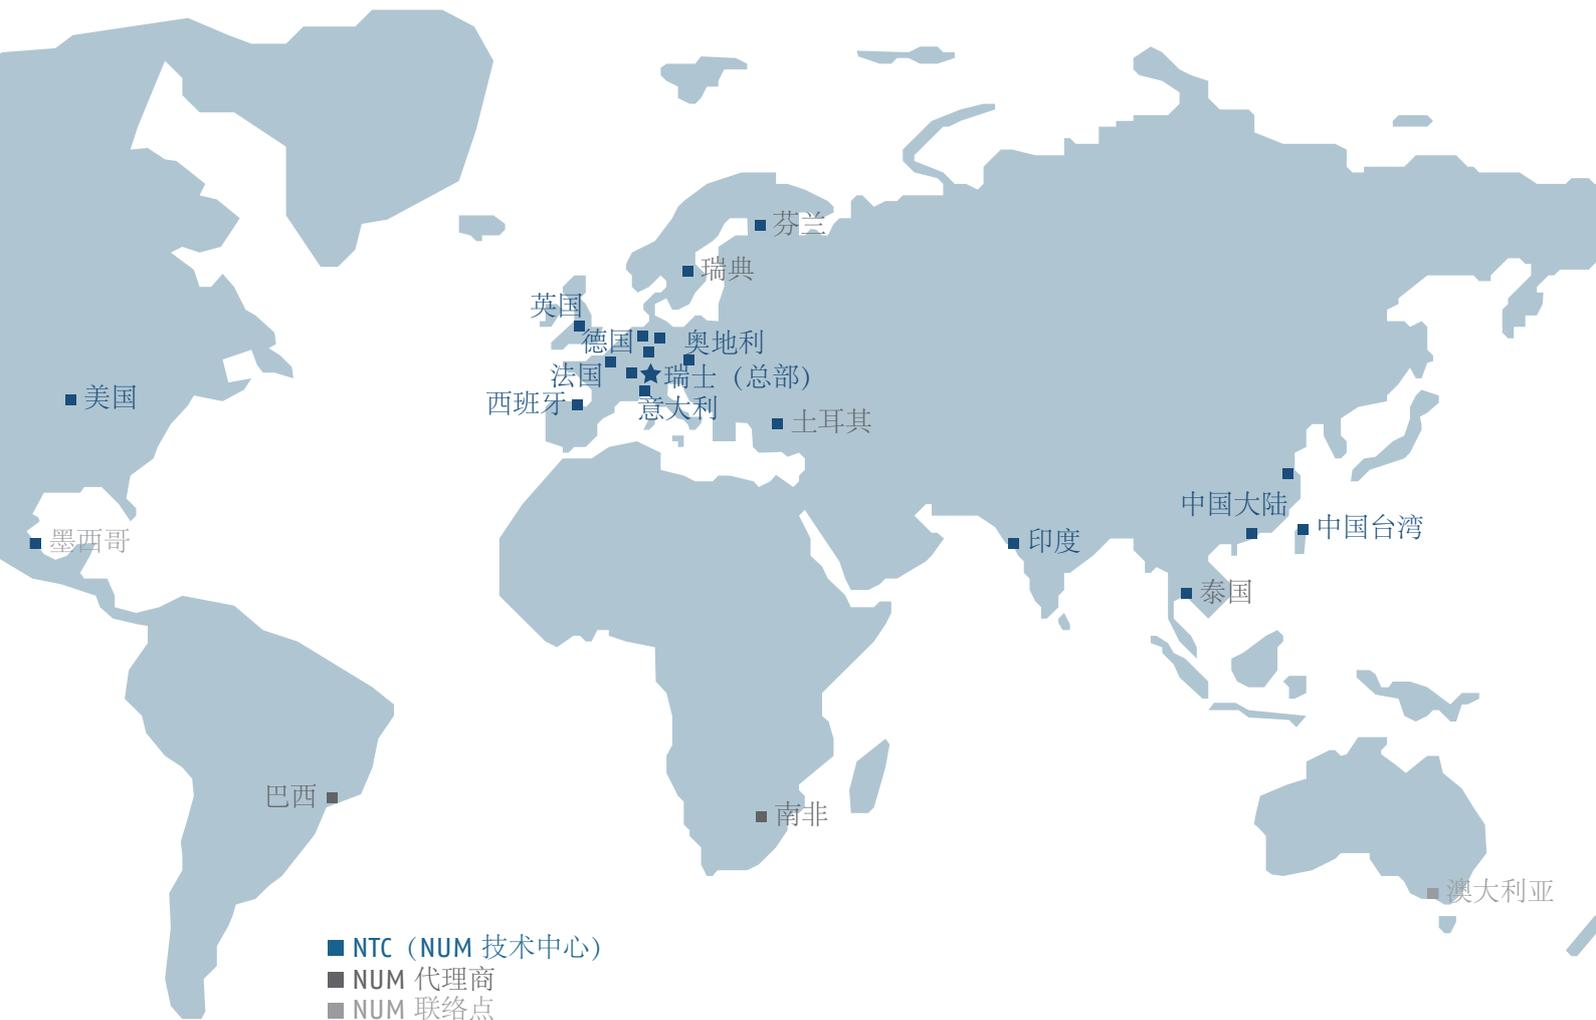 芬兰
瑞典
英国
德国
奥地利
法国
瑞士（总部）
美国
西班牙
意大利
土耳其
中国大陆
中国台湾
墨西哥
印度
泰国
巴西
南非
澳大利亚
NTC（NUM 技术中心）
NUM 代理商
NUM 联络点